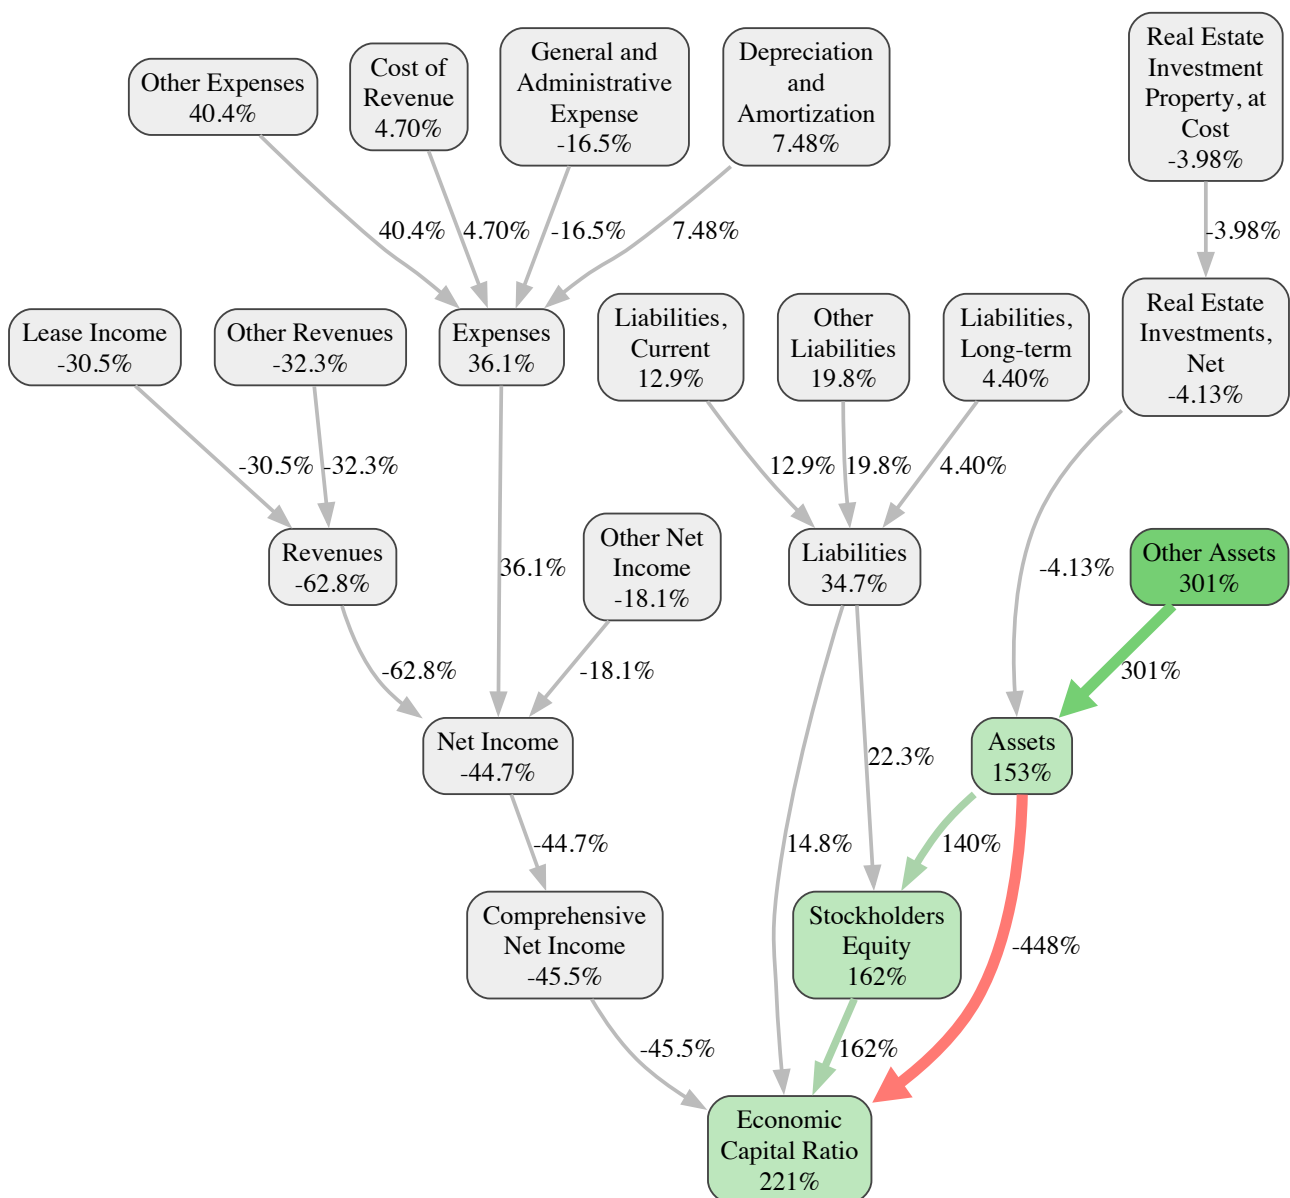 Other Expenses
40.4%
Cost of
Revenue
4.70%
General and
Administrative
Expense
-16.5%
Depreciation
and
Amortization
7.48%
Real Estate
Investment
Property, at
Cost
-3.98%
40.4%
4.70%
-16.5%
7.48%
-3.98%
Lease Income
-30.5%
Other Revenues
-32.3%
Expenses
36.1%
Liabilities,
Current
12.9%
Other
Liabilities
19.8%
Liabilities,
Long-term
4.40%
Real Estate
Investments,
Net
-4.13%
-30.5%
-32.3%
12.9%
19.8%
4.40%
Revenues
-62.8%
36.1%
Other Net
Income
-18.1%
Liabilities
34.7%
-4.13%
Other Assets
301%
-62.8%
-18.1%
301%
Net Income
-44.7%
22.3%
Assets
153%
-44.7%
14.8%
140%
Comprehensive
Net Income
-45.5%
Stockholders
Equity
162%
-448%
-45.5%
162%
Economic
Capital Ratio
221%